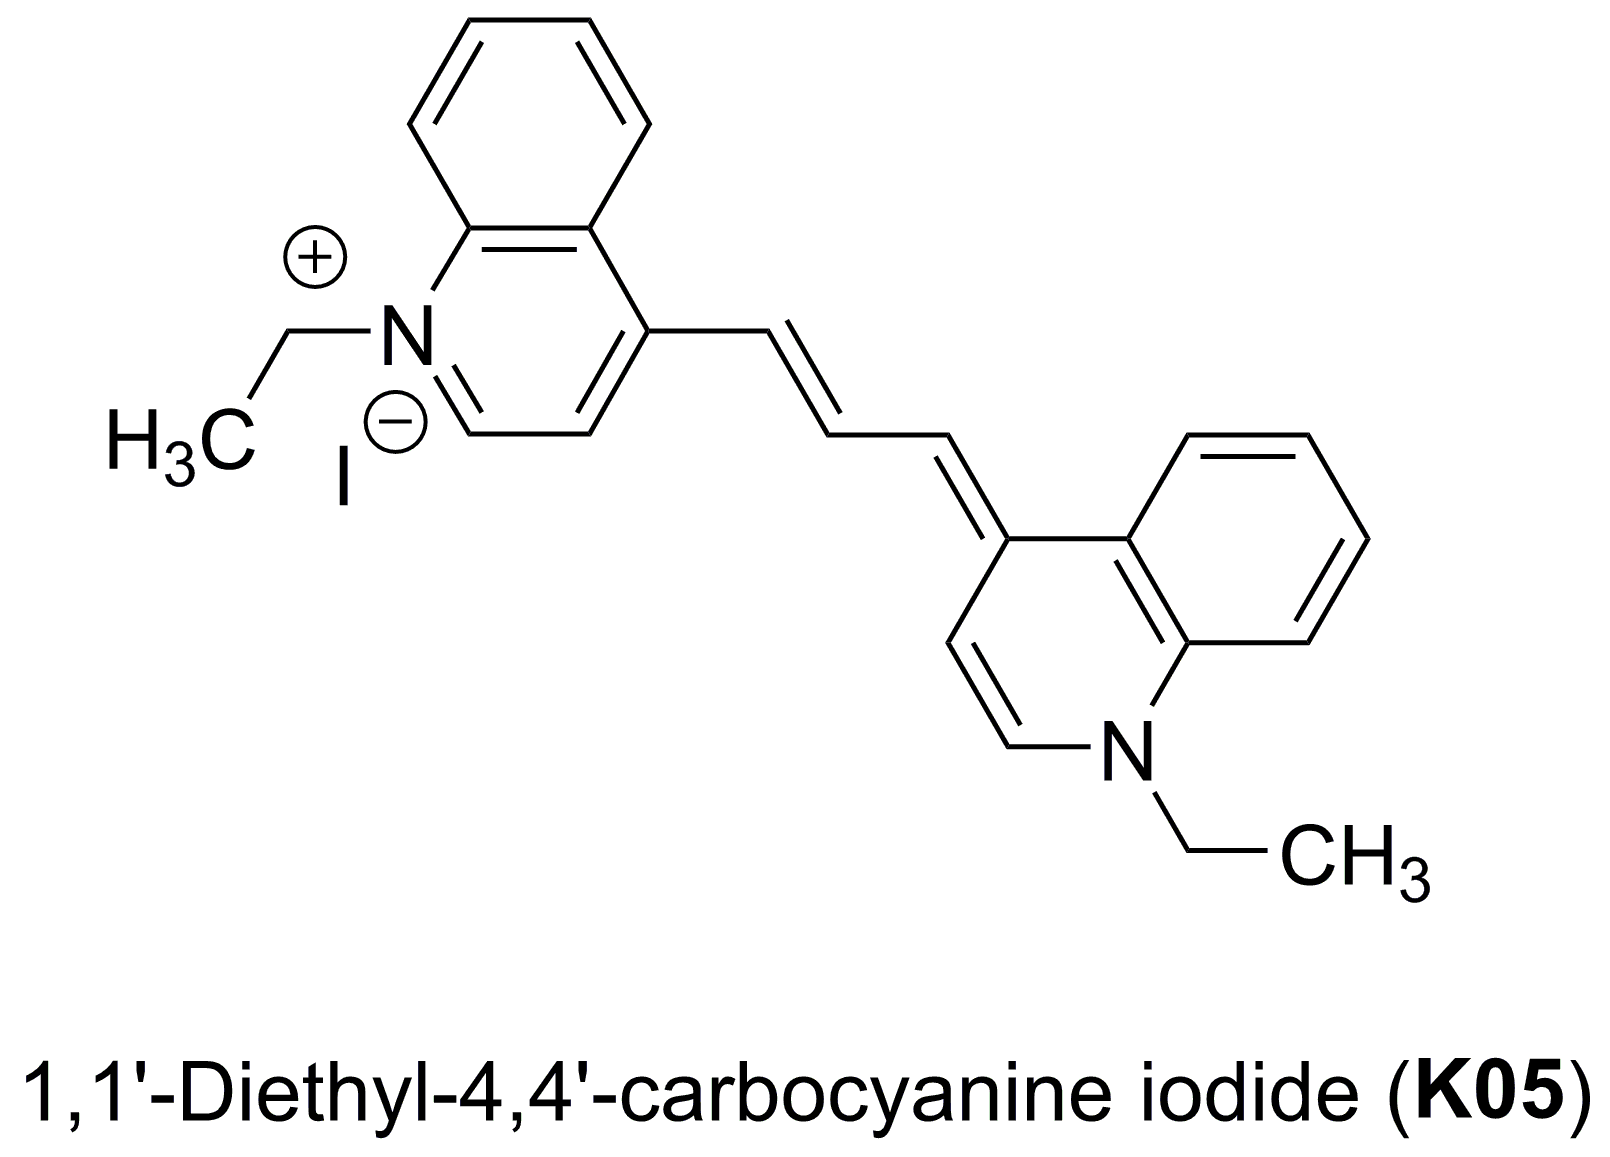 N
H3C
I
N
CH3
1,1'-Diethyl-4,4'-carbocyanine iodide (K05)